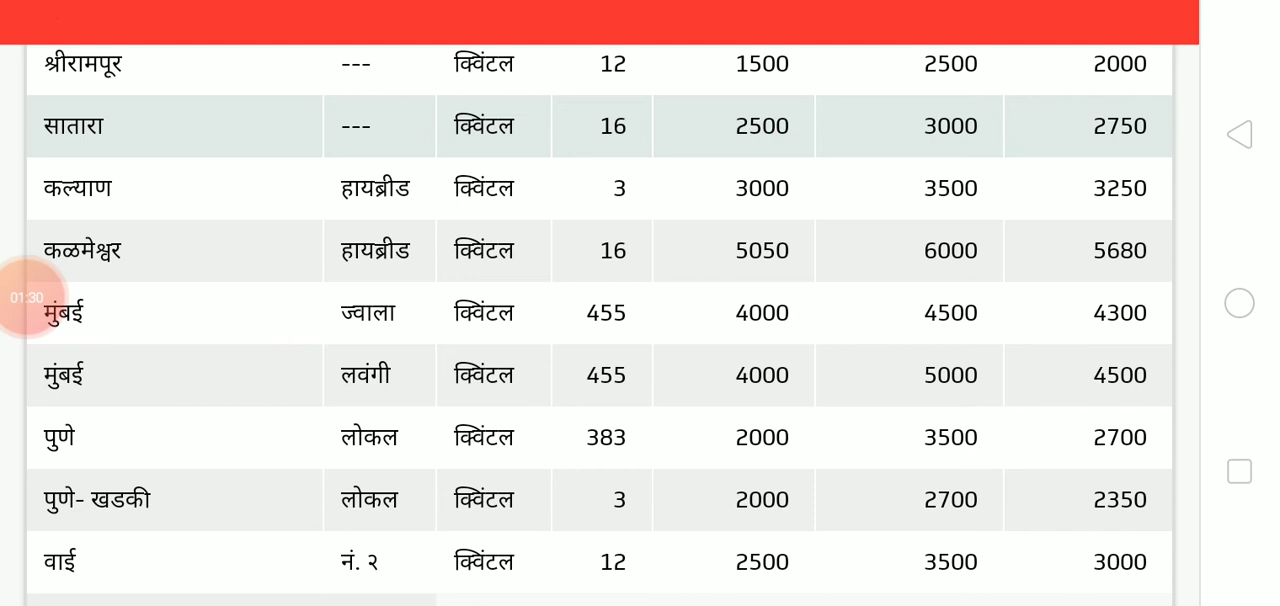 श्रीरामपूर --- क्विंटल 12 1500 2500 2000
सातारा --- क्विंटल 16 2500 3000 2750
कल्याण हायब्रीड क्विंटल 3 3000 3500 3250
कळमेश्वर हायब्रीड क्विंटल 16 5050 6000 5680
01:30
मुंबई ज्वाला क्विंटल 455 4000 4500 4300
मुंबई लवंगी क्विंटल 455 4000 5000 4500
पुणे लोकल क्विंटल 383 2000 3500 2700
पुणे- खडकी लोकल क्विंटल 3 2000 2700 2350
वाई नं. २ क्विंटल 12 2500 3500 3000